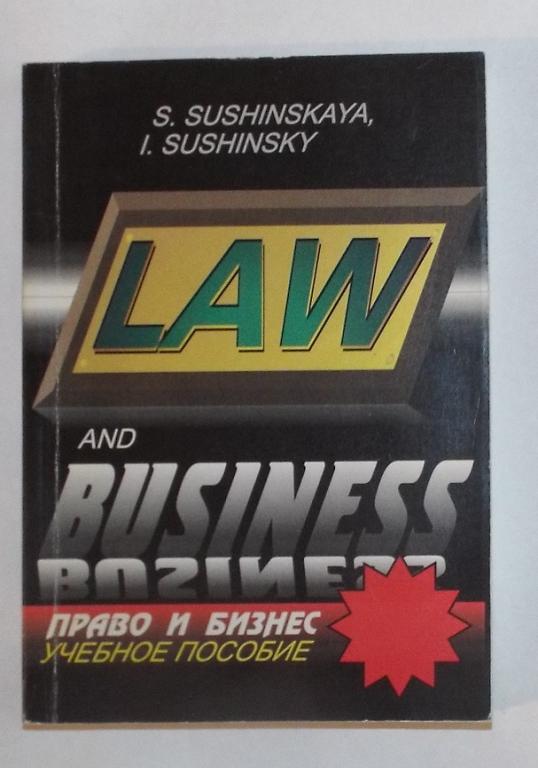 S. SUSHINSKAYA,
I. SUSHINSKY
LAW
AND
BUSINESS
ПРАВО И БИЗНЕС
УЧЕБНОЕ ПОСОБИЕ